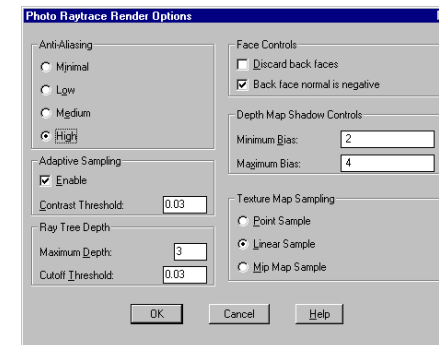 Photo Raytrace Render Options
Anti-Aliasing
Minimal
Low
Medium
High
Adaptive Sampling
Enable
Contrast Threshold: 0.03
Ray Tree Depth
Maximum Depth: 3
Cutoff Threshold: 0.03
Face Controls
Discard back faces
Back face normal is negative
Depth Map Shadow Controls
Minimum Bias: 2
Maximum Bias: 4
Texture Map Sampling
Point Sample
Linear Sample
Mip Map Sample
OK Cancel Help